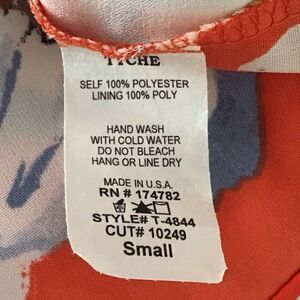 TYCHE
SELF 100% POLYESTER
LINING 100% POLY
HAND WASH
WITH COLD WATER
DO NOT BLEACH
HANG OR LINE DRY
MADE IN U.S.A.
RN # 174782
STYLE# T-4844
CUT# 10249
Small